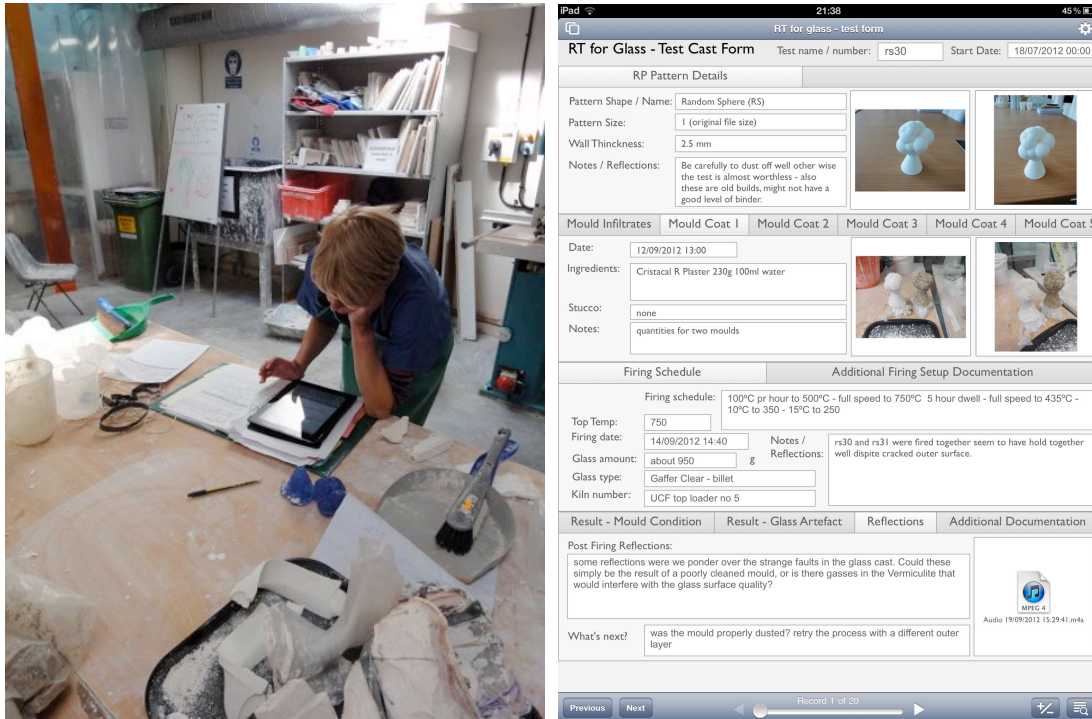 iPad
21:38
45%
RT for glass - test form
RT for Glass - Test Cast Form
Test name / number: rs30
Start Date: 18/07/2012 00:00
RP Pattern Details
Pattern Shape / Name: Random Sphere (RS)
Pattern Size: 1 (original file size)
Wall Thinckness: 2.5 mm
Notes / Reflections: Be carefully to dust off well other wise
the test is almost worthless - also
these are old builds, might not have a
good level of binder.
Mould Infiltrates
Mould Coat 1
Mould Coat 2
Mould Coat 3
Mould Coat 4
Mould Coat 5
Date: 12/09/2012 13:00
Ingredients: Cristacal R Plaster 230g 100ml water
Stucco: none
Notes: quantities for two moulds
Firing Schedule
Additional Firing Setup Documentation
Firing schedule: 100ºC pr hour to 500ºC - full speed to 750ºC 5 hour dwell - full speed to 435ºC -
10ºC to 350 - 15ºC to 250
Top Temp: 750
Firing date: 14/09/2012 14:40
Glass amount: about 950 g
Glass type: Gaffer Clear - billet
Kiln number: UCF top loader no 5
Notes /
Reflections: rs30 and rs31 were fired together seem to have hold together
well dispite cracked outer surface.
Result - Mould Condition
Result - Glass Artefact
Reflections
Additional Documentation
Post Firing Reflections:
some reflections were we ponder over the strange faults in the glass cast. Could these
simply be the result of a poorly cleaned mould, or is there gasses in the Vermiculite that
would interfere with the glass surface quality?
MPEG 4
Audio 19/09/2012 15:29:41.m4a
What's next? was the mould properly dusted? retry the process with a different outer
layer
Previous
Next
Record 1 of 20